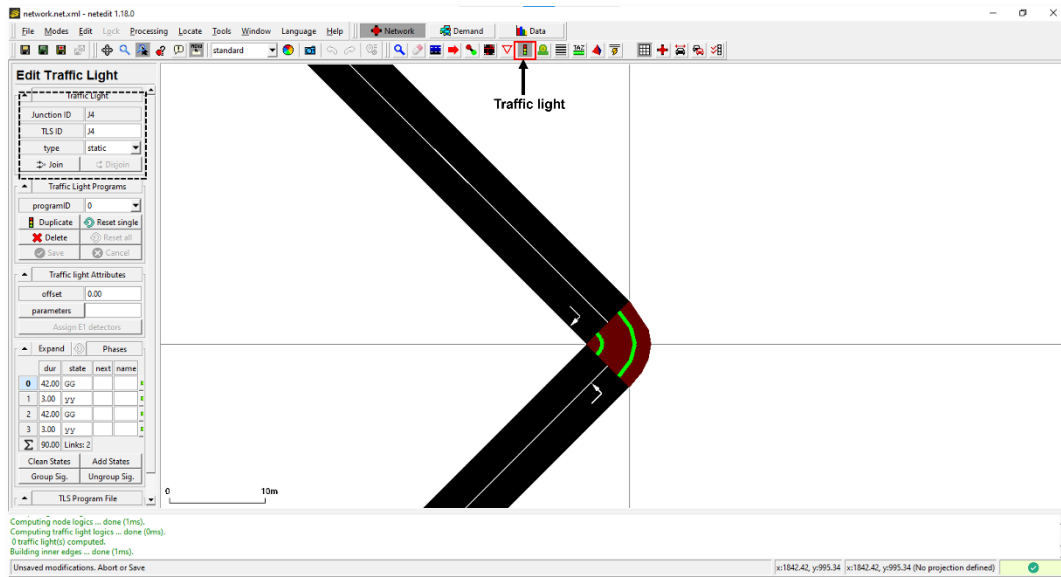 network.net.xml - netedit 1.18.0
File Modes Edit Lock Processing Locate Tools Window Language Help Network Demand Data
standard
Edit Traffic Light
Traffic light
Traffic Light
Junction ID J4
TLS ID J4
type static
Join Disjoin
Traffic Light Programs
programID 0
Duplicate Reset single
Delete Reset all
Save Cancel
Traffic light Attributes
offset 0.00
parameters
Assign E1 detectors
Expand Phases
dur state next name
0 42.00 GG
1 3.00 yy
2 42.00 GG
3 3.00 yy
Σ 90.00 Links: 2
Clean States Add States
Group Sig. Ungroup Sig.
TLS Program File
0 10m
Computing node logics ... done (1ms).
Computing traffic light logics ... done (0ms).
0 traffic light(s) computed.
Building inner edges ... done (1ms).
Unsaved modifications. Abort or Save x:1842.42, y:995.34 x:1842.42, y:995.34 (No projection defined)